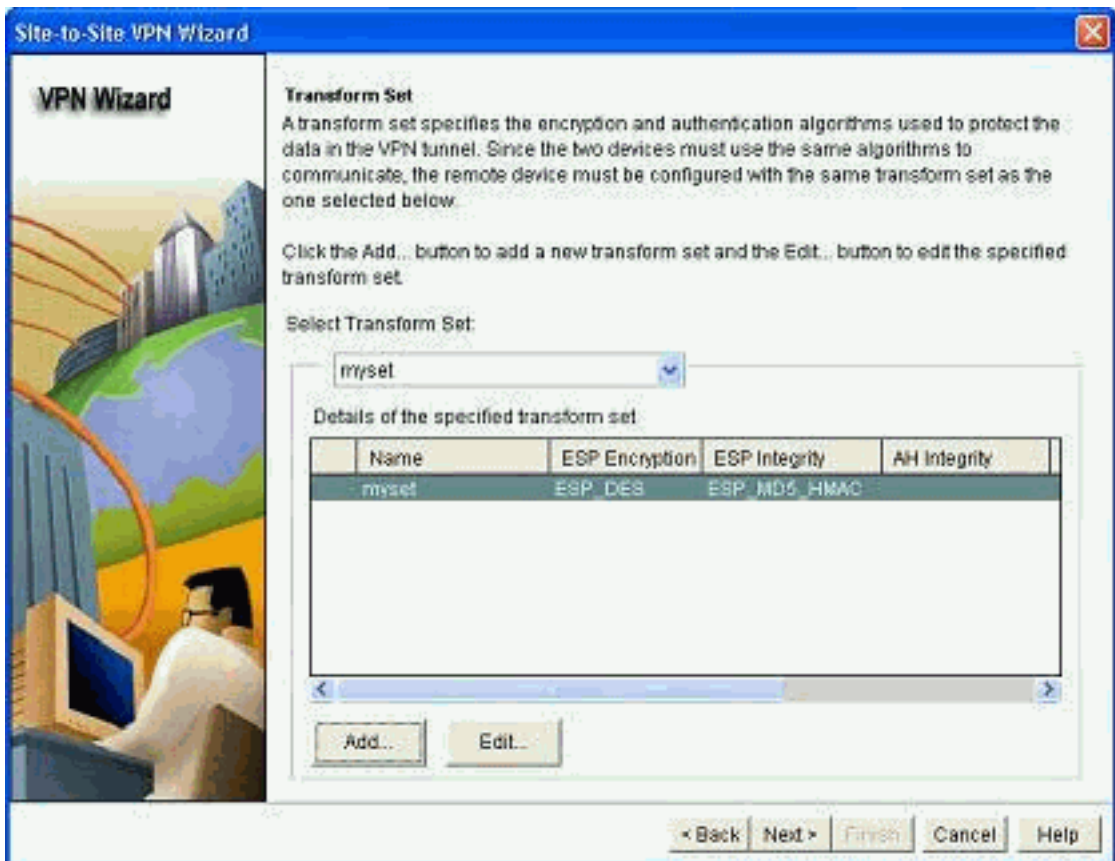 Site-to-Site VPN Wizard
VPN Wizard
Transform Set
A transform set specifies the encryption and authentication algorithms used to protect the
data in the VPN tunnel. Since the two devices must use the same algorithms to
communicate, the remote device must be configured with the same transform set as the
one selected below.
Click the Add... button to add a new transform set and the Edit... button to edit the specified
transform set.
Select Transform Set:
myset
Details of the specified transform set
Name ESP Encryption ESP Integrity AH Integrity
myset ESP_DES ESP_MD5_HMAC
Add... Edit...
< Back Next > Finish Cancel Help